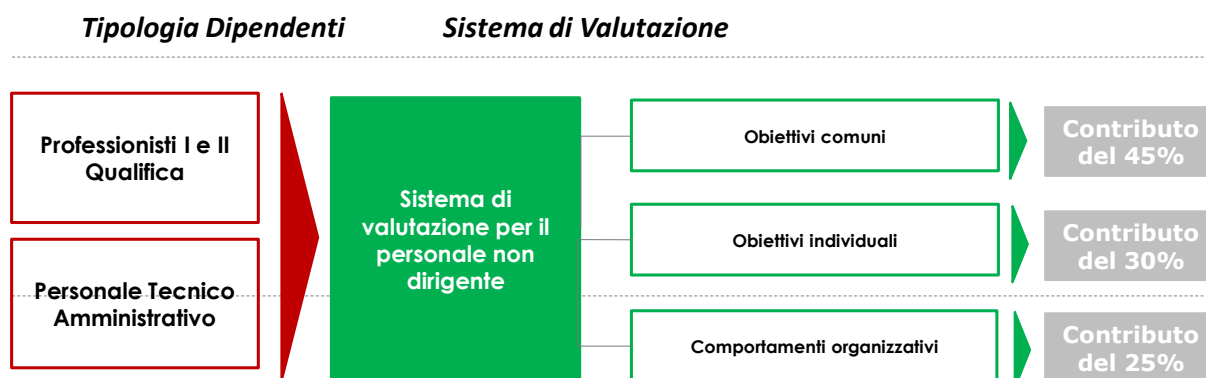 Tipologia Dipendenti
Sistema di Valutazione
Professionisti I e II
Qualifica
Personale Tecnico
Amministrativo
Sistema di
valutazione per il
personale non
dirigente
Obiettivi comuni
Contributo
del 45%
Obiettivi individuali
Contributo
del 30%
Comportamenti organizzativi
Contributo
del 25%